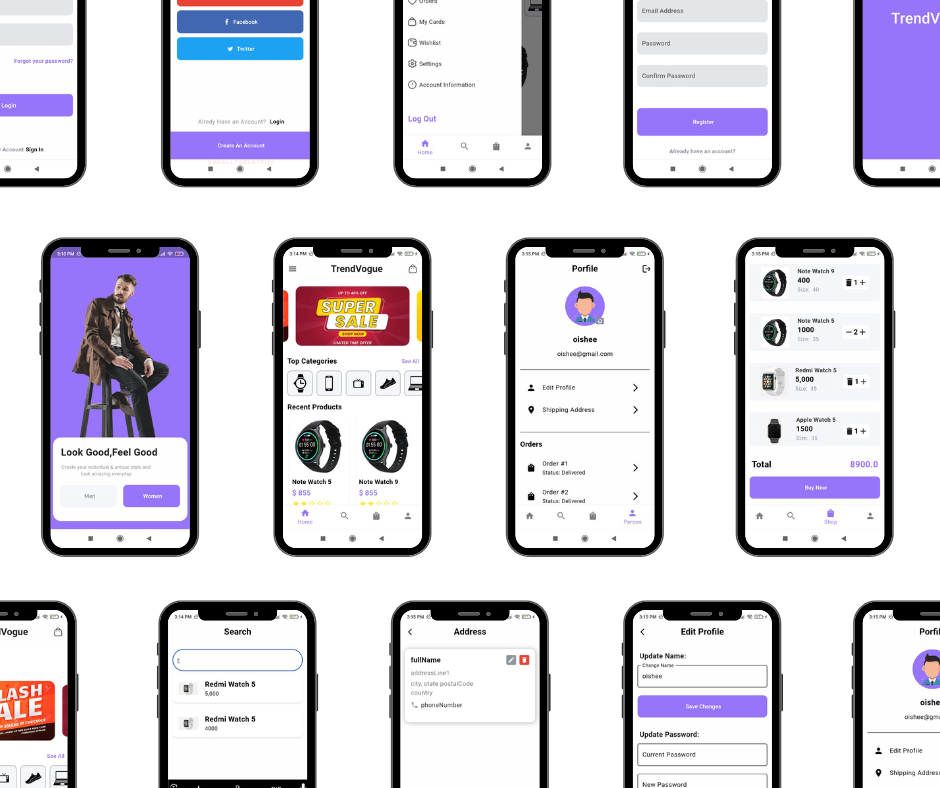 Forgot your password?
Login
Account Sign In
Facebook
Twitter
Alredy Have an Account? Login
Create An Account
Orders
My Cards
Wishlist
Settings
Account Information
Log Out
Home
Email Address
Password
Confirm Password
Register
Already have an account?
TrendV
3:13 PM
Look Good,Feel Good
Create your individual & unique style and
look amazing everyday.
Men
Women
3:14 PM
TrendVogue
UP TO 40% OFF
SUPER
SALE
SHOP NOW
LIMITED TIME OFFER
Top Categories
See All
Recent Products
Note Watch 5
$ 855
Note Watch 9
$ 855
Home
3:15 PM
Porfile
oishee
oishee@gmail.com
Edit Profile
Shipping Address
Orders
Order #1
Status: Delivered
Order #2
Status: Delivered
Person
3:15 PM
Note Watch 9
400
Size: 40
1 +
Note Watch 5
1000
Size: 35
− 2 +
Redmi Watch 5
5,000
Size: 35
1 +
Apple Watch 5
1500
Size: 35
1 +
Total
8900.0
Buy Now
Shop
Vogue
LASH
ALE
See All
3:14 PM
Search
Redmi Watch 5
5,000
Redmi Watch 5
4000
Address
fullName
addressLine1
city, state postalCode
country
phoneNumber
3:15 PM
Edit Profile
Update Name:
Change Name
oishee
Save Changes
Update Password:
Current Password
New Password
3:15 PM
Porfil
oishe
oishee@gma
Edit Profile
Shipping Address